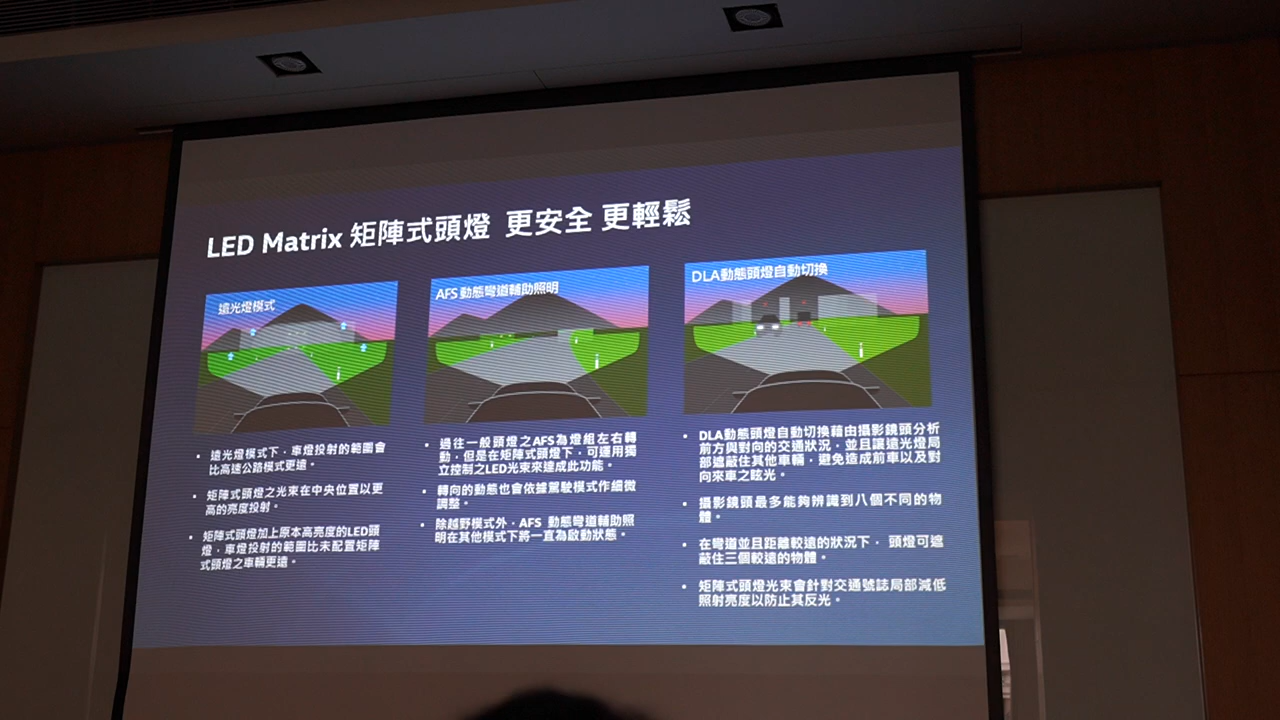 LED Matrix 矩陣式頭燈 更安全 更輕鬆
遠光燈模式
• 遠光燈模式下，車燈投射的範圍會
比高速公路模式更遠。
• 矩陣式頭燈之光束在中央位置以更
高的亮度投射。
• 矩陣式頭燈加上原本高亮度的LED頭
燈，車燈投射的範圍比未配置矩陣
式頭燈之車輛更遠。
AFS 動態彎道輔助照明
• 過往一般頭燈之AFS為燈組左右轉
動，但是在矩陣式頭燈下，可運用獨
立控制之LED光束來達成此功能。
• 轉向的動態也會依據駕駛模式作細微
調整。
• 除越野模式外，AFS 動態彎道輔助照
明在其他模式下將一直為啟動狀態。
DLA動態頭燈自動切換
• DLA動態頭燈自動切換藉由攝影鏡頭分析
前方與對向的交通狀況，並且讓遠光燈局
部遮蔽住其他車輛，避免造成前車以及對
向來車之眩光。
• 攝影鏡頭最多能夠辨識到八個不同的物
體。
• 在彎道並且距離較遠的狀況下， 頭燈可遮
蔽住三個較遠的物體。
• 矩陣式頭燈光束會針對交通號誌局部減低
照射亮度以防止其反光。